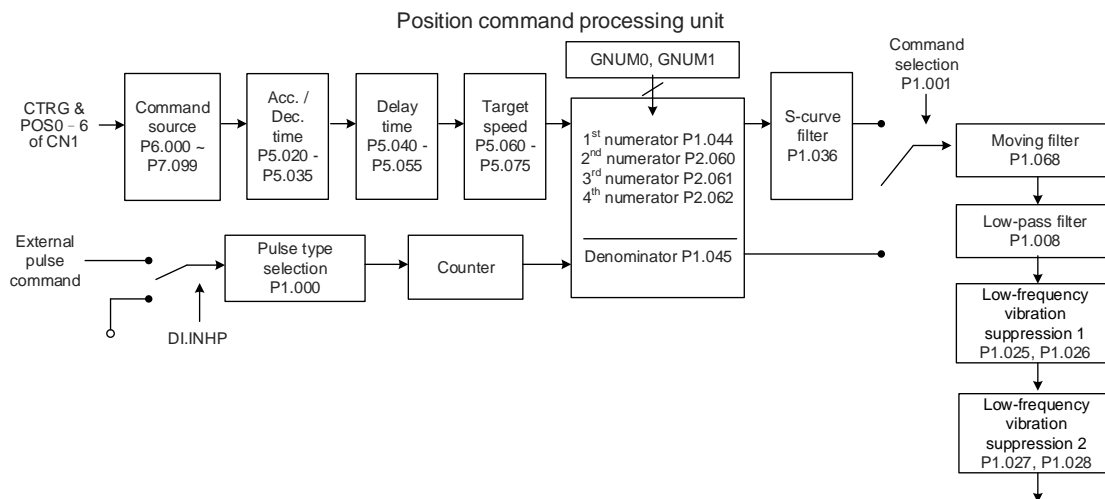 Position command processing unit
GNUM0, GNUM1
Command
selection
P1.001
CTRG &
POS0 - 6
of CN1
Command
source
P6.000 ~
P7.099
Acc. /
Dec.
time
P5.020 -
P5.035
Delay
time
P5.040 -
P5.055
Target
speed
P5.060 -
P5.075
1st numerator P1.044
2nd numerator P2.060
3rd numerator P2.061
4th numerator P2.062
Denominator P1.045
S-curve
filter
P1.036
Moving filter
P1.068
Low-pass filter
P1.008
Low-frequency
vibration
suppression 1
P1.025, P1.026
Low-frequency
vibration
suppression 2
P1.027, P1.028
External
pulse
command
DI.INHP
Pulse type
selection
P1.000
Counter